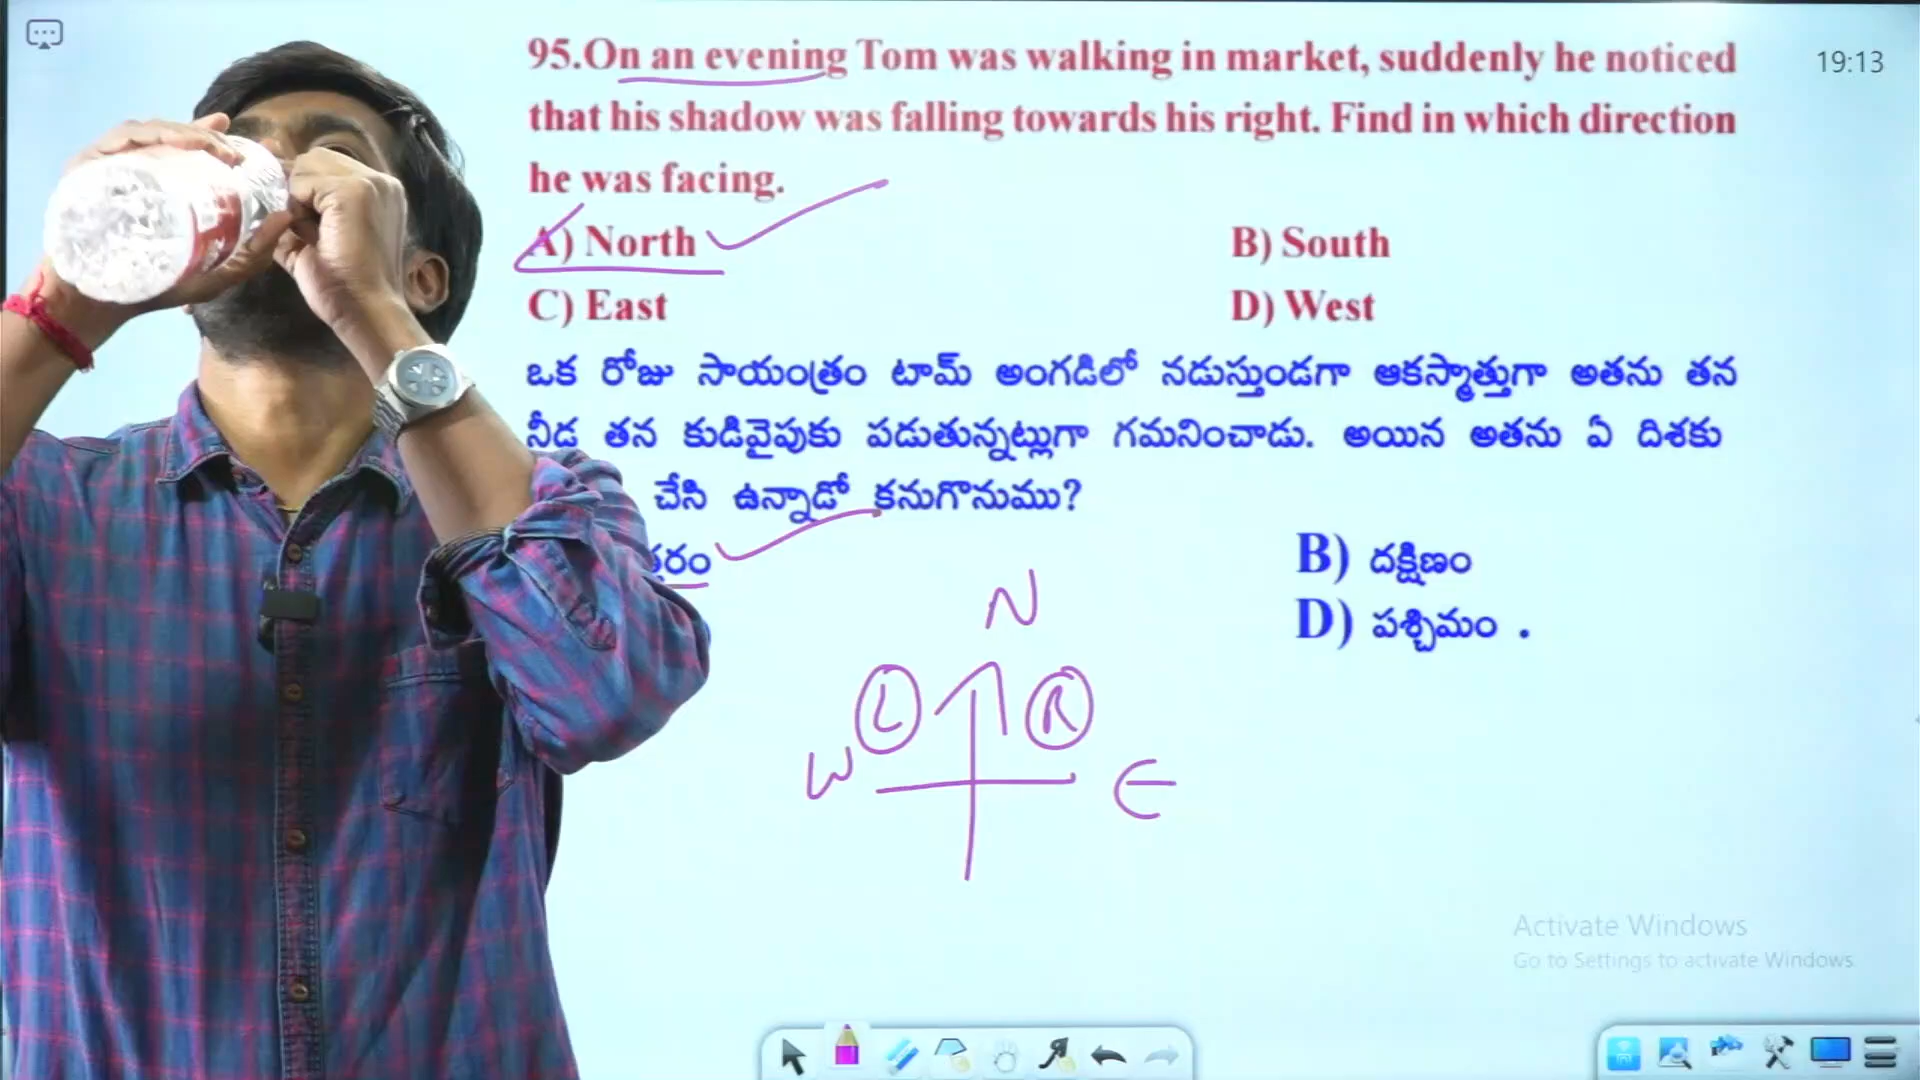 95.On an evening Tom was walking in market, suddenly he noticed
that his shadow was falling towards his right. Find in which direction
he was facing.
A) North
B) South
C) East
D) West
ఒక రోజు సాయంత్రం టామ్ అంగడిలో నడుస్తుండగా ఆకస్మాత్తుగా అతను తన
నీడ తన కుడివైపుకు పడుతున్నట్లుగా గమనించాడు. అయిన అతను ఏ దిశకు
చేసి ఉన్నాడో కనుగొనుము?
B) దక్షిణం
D) పశ్చిమం .
N
L R
W E
19:13
Activate Windows
Go to Settings to activate Windows